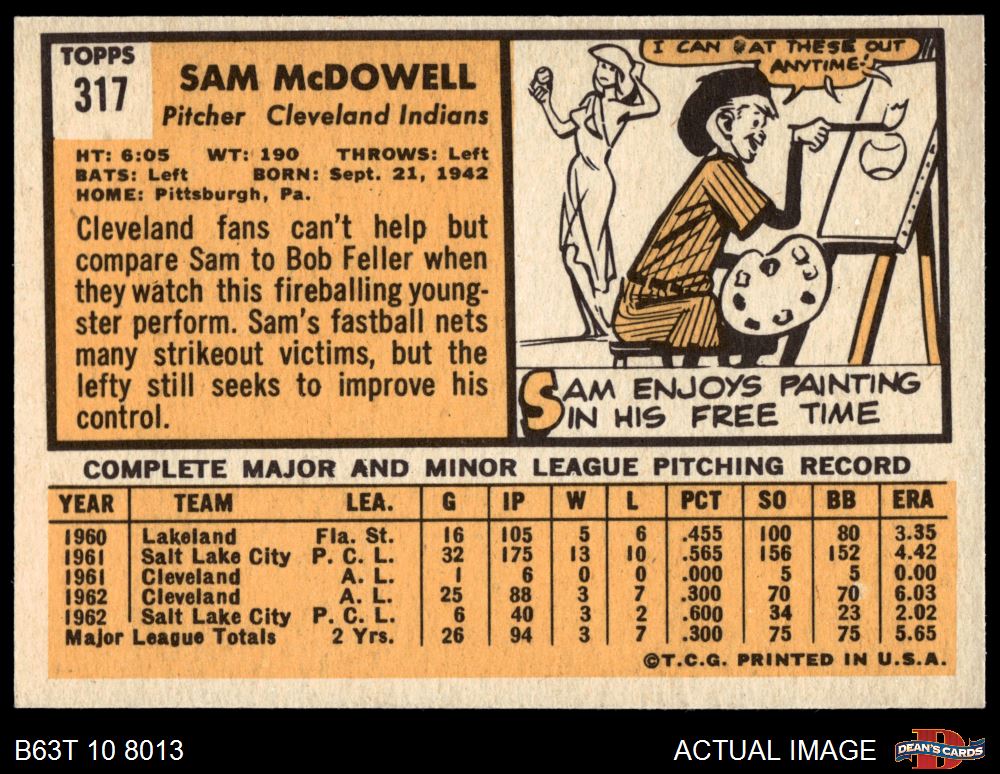 TOPPS
317
SAM McDOWELL
Pitcher Cleveland Indians
HT: 6:05 WT: 190 THROWS: Left
BATS: Left BORN: Sept. 21, 1942
HOME: Pittsburgh, Pa.
Cleveland fans can't help but
compare Sam to Bob Feller when
they watch this fireballing young-
ster perform. Sam's fastball nets
many strikeout victims, but the
lefty still seeks to improve his
control.
I CAN AT THESE OUT
ANYTIME!
SAM ENJOYS PAINTING
IN HIS FREE TIME
COMPLETE MAJOR AND MINOR LEAGUE PITCHING RECORD
YEAR TEAM LEA. G IP W L PCT SO BB ERA
1960 Lakeland Fla. St. 16 105 5 6 .455 100 80 3.35
1961 Salt Lake City P. C. L. 32 175 13 10 .565 156 152 4.42
1961 Cleveland A. L. 1 6 0 0 .000 5 5 0.00
1962 Cleveland A. L. 25 88 3 7 .300 70 70 6.03
1962 Salt Lake City P. C. L. 6 40 3 2 .600 34 23 2.02
Major League Totals 2 Yrs. 26 94 3 7 .300 75 75 5.65
©T.C.G. PRINTED IN U.S.A.
B63T 10 8013
ACTUAL IMAGE
D
DEAN'S CARDS